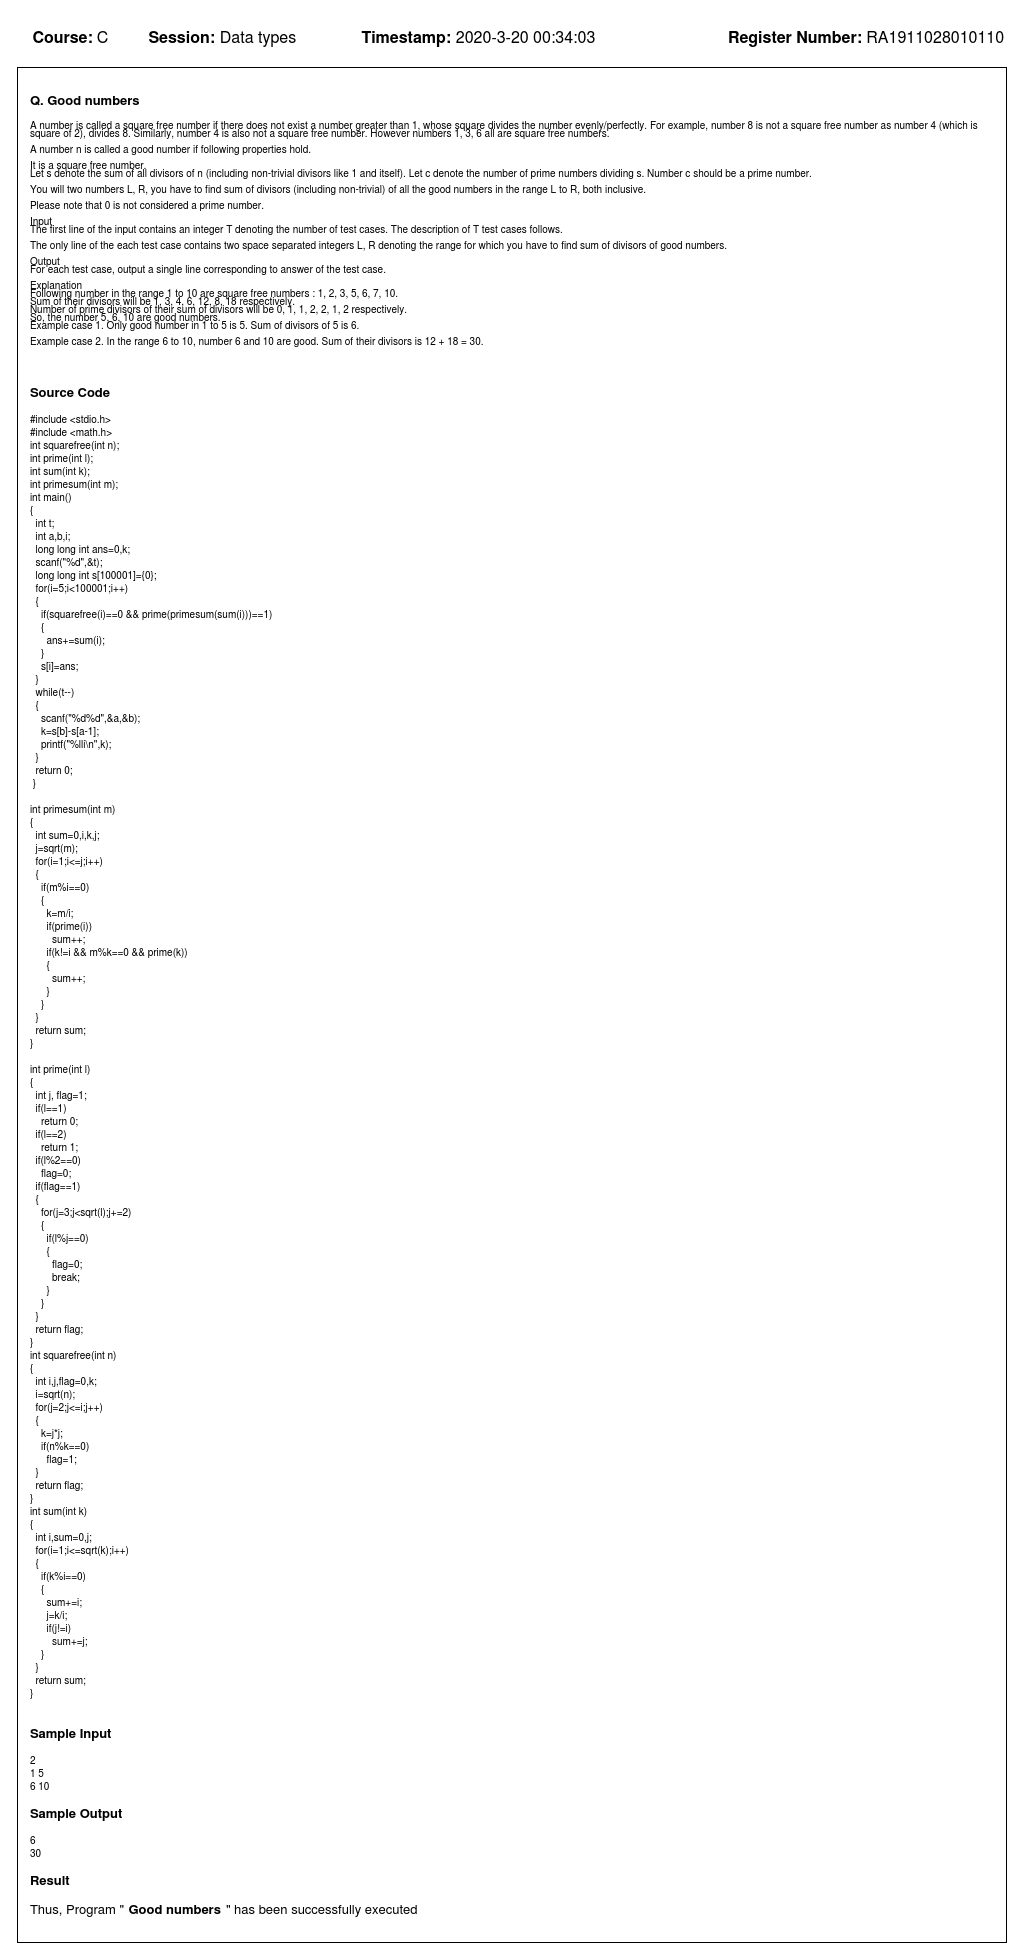 Course: C Session: Data types Timestamp: 2020-3-20 00:34:03 Register Number: RA1911028010110
Q. Good numbers
A number is called a square free number if there does not exist a number greater than 1, whose square divides the number evenly/perfectly. For example, number 8 is not a square free number as number 4 (which is
square of 2), divides 8. Similarly, number 4 is also not a square free number. However numbers 1, 3, 6 all are square free numbers.
A number n is called a good number if following properties hold.
It is a square free number.
Let s denote the sum of all divisors of n (including non-trivial divisors like 1 and itself). Let c denote the number of prime numbers dividing s. Number c should be a prime number.
You will two numbers L, R, you have to find sum of divisors (including non-trivial) of all the good numbers in the range L to R, both inclusive.
Please note that 0 is not considered a prime number.
Input
The first line of the input contains an integer T denoting the number of test cases. The description of T test cases follows.
The only line of the each test case contains two space separated integers L, R denoting the range for which you have to find sum of divisors of good numbers.
Output
For each test case, output a single line corresponding to answer of the test case.
Explanation
Following number in the range 1 to 10 are square free numbers : 1, 2, 3, 5, 6, 7, 10.
Sum of their divisors will be 1, 3, 4, 6, 12, 8, 18 respectively.
Number of prime divisors of their sum of divisors will be 0, 1, 1, 2, 2, 1, 2 respectively.
So, the number 5, 6, 10 are good numbers.
Example case 1. Only good number in 1 to 5 is 5. Sum of divisors of 5 is 6.
Example case 2. In the range 6 to 10, number 6 and 10 are good. Sum of their divisors is 12 + 18 = 30.
Source Code
#include <stdio.h>
#include <math.h>
int squarefree(int n);
int prime(int l);
int sum(int k);
int primesum(int m);
int main()
{
int t;
int a,b,i;
long long int ans=0,k;
scanf("%d",&t);
long long int s[100001]={0};
for(i=5;i<100001;i++)
{
if(squarefree(i)==0 && prime(primesum(sum(i)))==1)
{
ans+=sum(i);
}
s[i]=ans;
}
while(t--)
{
scanf("%d%d",&a,&b);
k=s[b]-s[a-1];
printf("%lli\n",k);
}
return 0;
}
int primesum(int m)
{
int sum=0,i,k,j;
j=sqrt(m);
for(i=1;i<=j;i++)
{
if(m%i==0)
{
k=m/i;
if(prime(i))
sum++;
if(k!=i && m%k==0 && prime(k))
{
sum++;
}
}
}
return sum;
}
int prime(int l)
{
int j, flag=1;
if(l==1)
return 0;
if(l==2)
return 1;
if(l%2==0)
flag=0;
if(flag==1)
{
for(j=3;j<sqrt(l);j+=2)
{
if(l%j==0)
{
flag=0;
break;
}
}
}
return flag;
}
int squarefree(int n)
{
int i,j,flag=0,k;
i=sqrt(n);
for(j=2;j<=i;j++)
{
k=j*j;
if(n%k==0)
flag=1;
}
return flag;
}
int sum(int k)
{
int i,sum=0,j;
for(i=1;i<=sqrt(k);i++)
{
if(k%i==0)
{
sum+=i;
j=k/i;
if(j!=i)
sum+=j;
}
}
return sum;
}
Sample Input
2
1 5
6 10
Sample Output
6
30
Result
Thus, Program " Good numbers " has been successfully executed